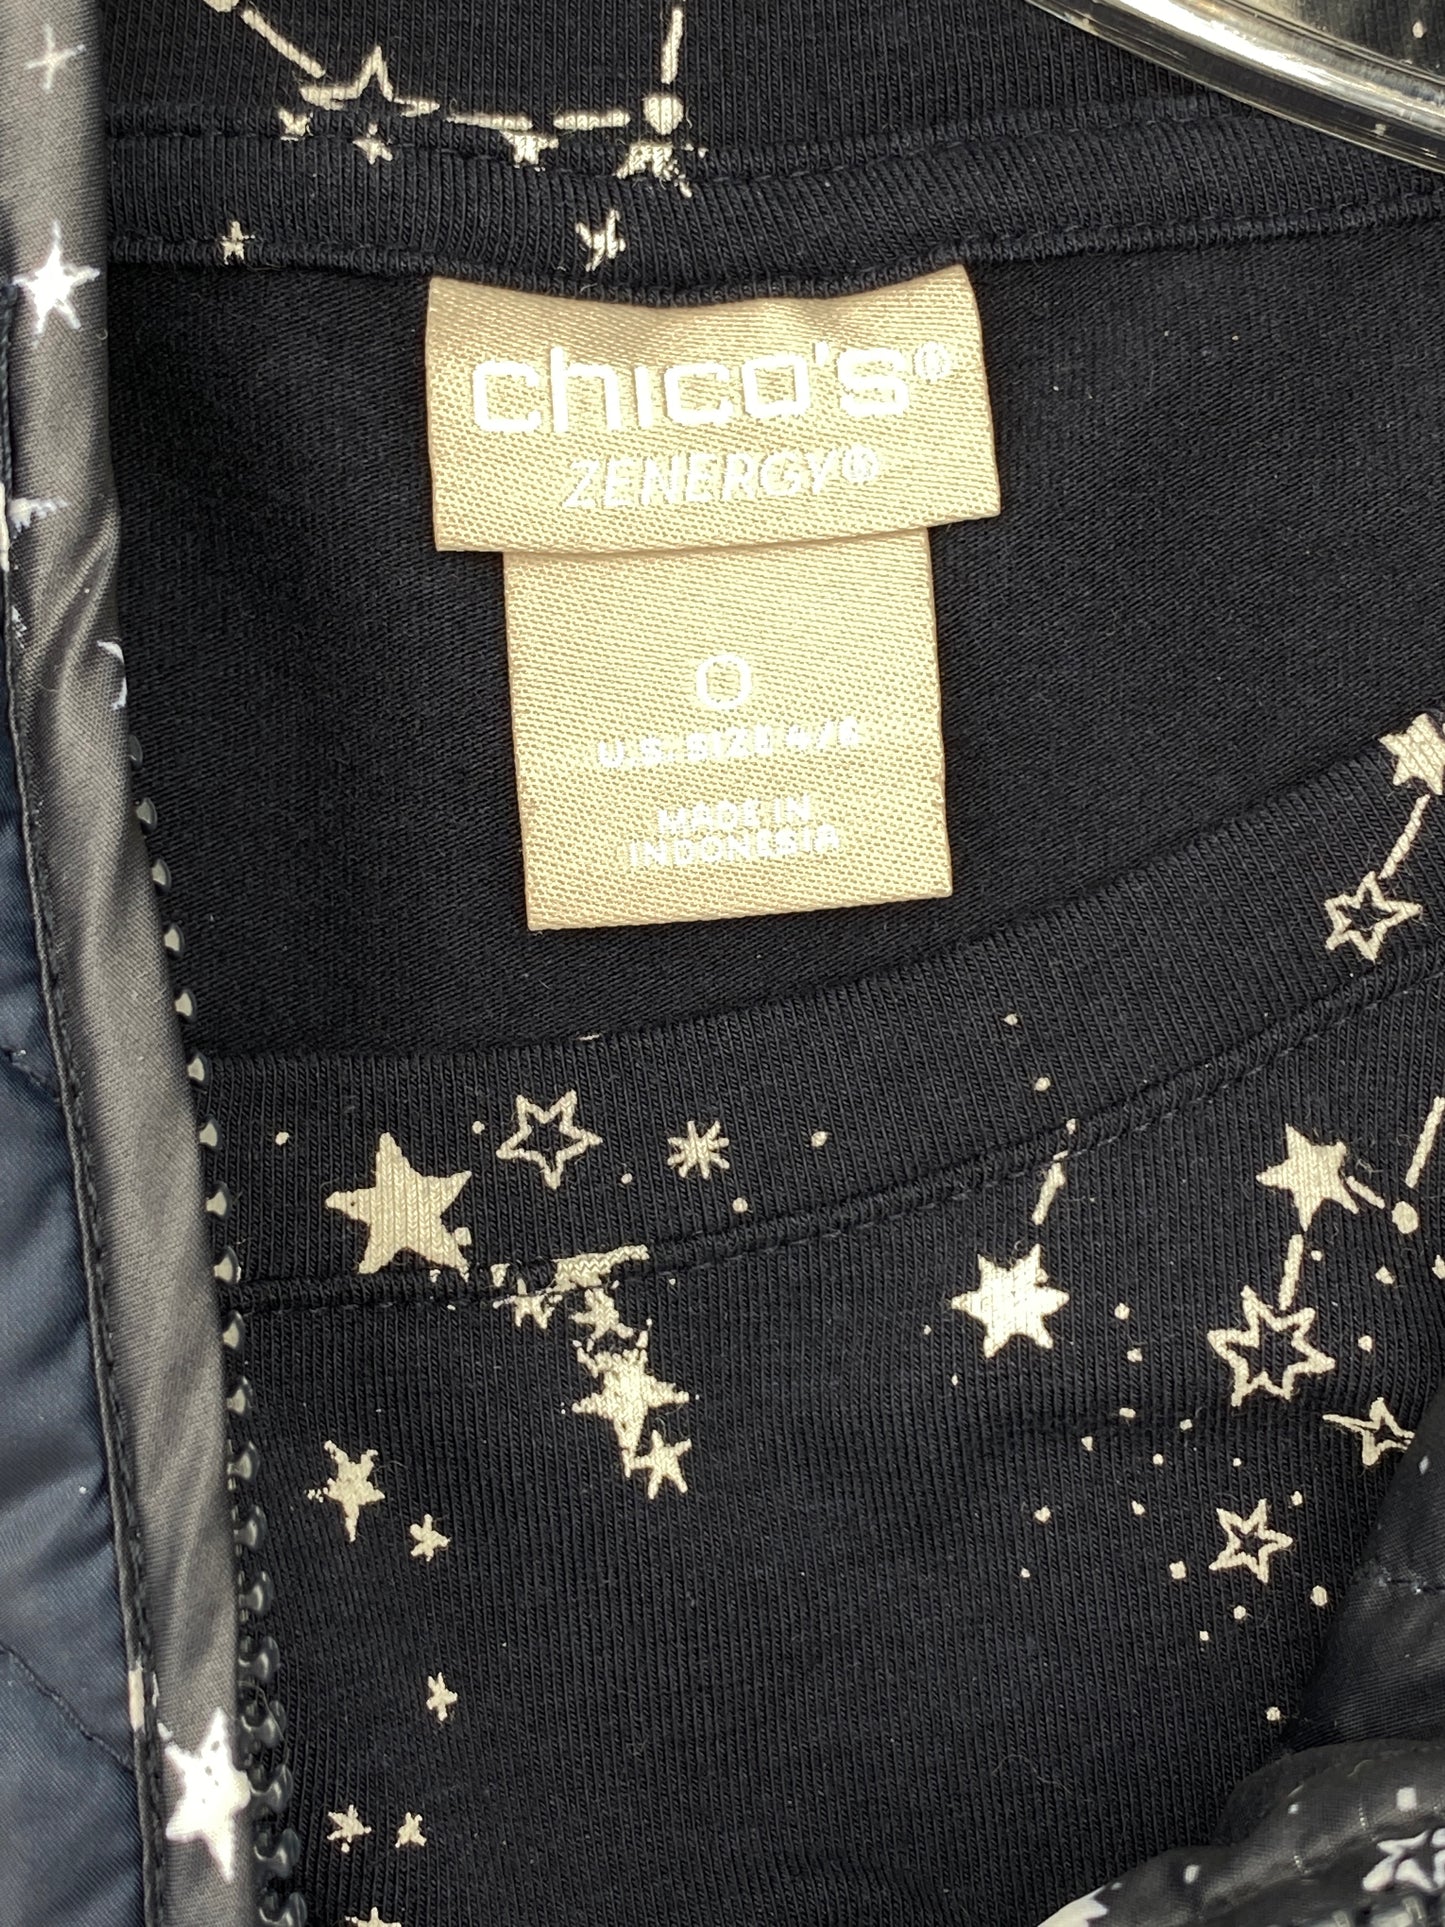 chico's®
ZENERGY®
0
U.S. SIZE 4/6
MADE IN
INDONESIA